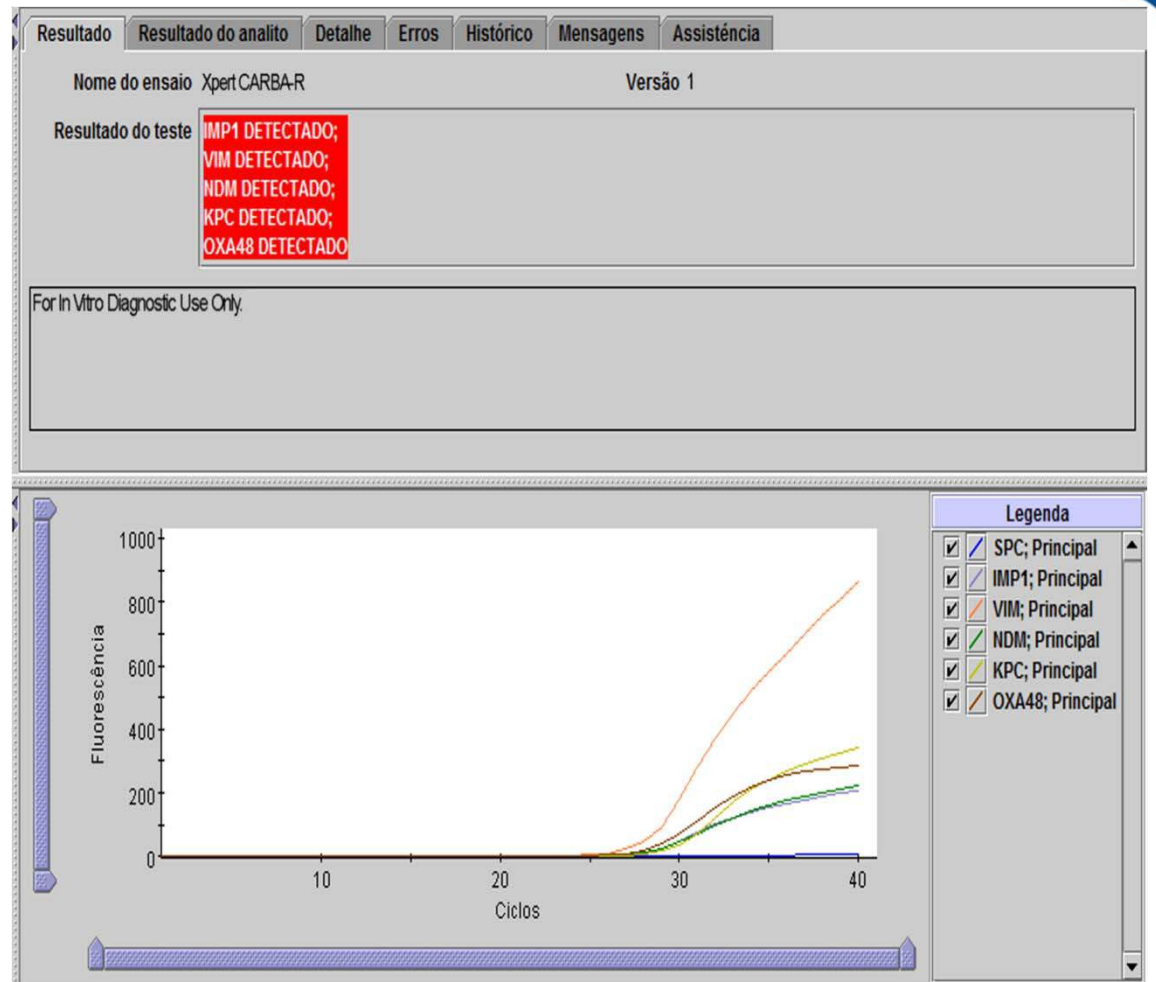 Resultado Resultado do analito Detalhe Erros Histórico Mensagens Assisténcia
Nome do ensaio Xpert CARBA-R Versão 1
Resultado do teste IMP1 DETECTADO;
VIM DETECTADO;
NDM DETECTADO;
KPC DETECTADO;
OXA48 DETECTADO
For In Vitro Diagnostic Use Only.
Legenda
SPC; Principal
IMP1; Principal
VIM; Principal
NDM; Principal
KPC; Principal
OXA48; Principal
Fluorescência
1000
800
600
400
200
0
10 20 30 40
Ciclos